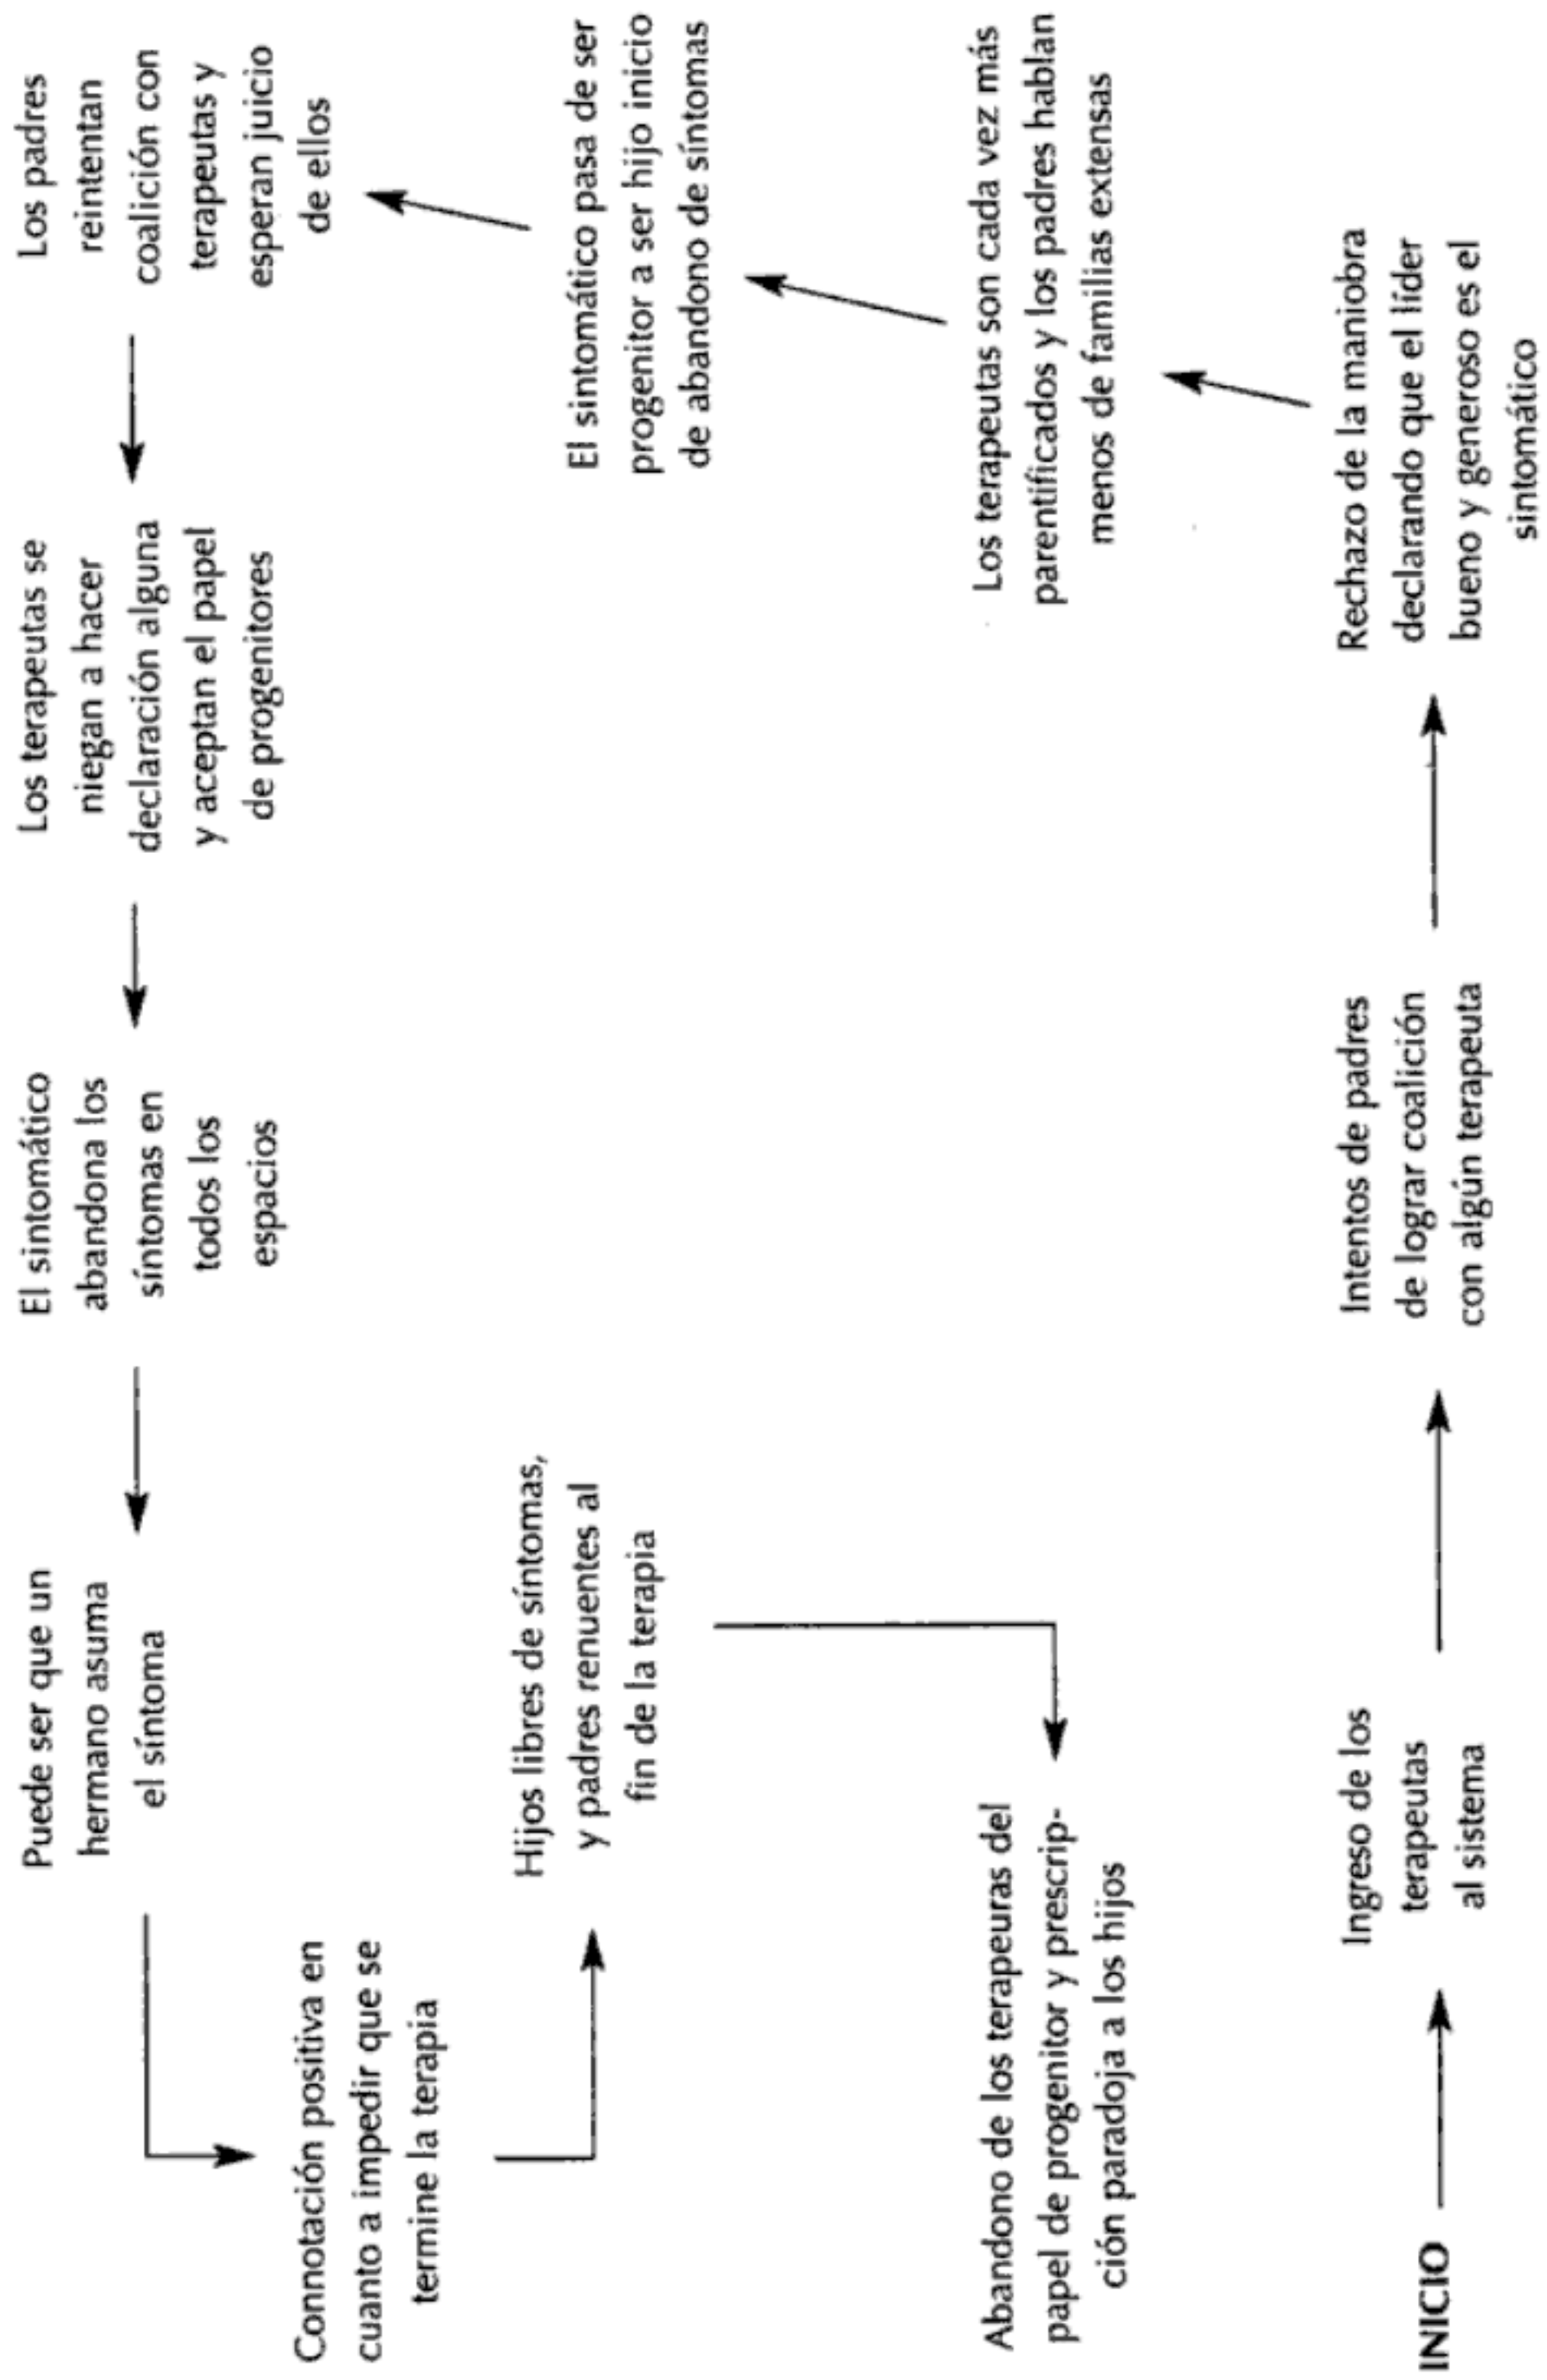 Puede ser que un
hermano asuma
el síntoma
El sintomático
abandona los
síntomas en
todos los
espacios
Los terapeutas se
niegan a hacer
declaración alguna
y aceptan el papel
de progenitores
Los padres
reintentan
coalición con
terapeutas y
esperan juicio
de ellos
Connotación positiva en
cuanto a impedir que se
termine la terapia
Hijos libres de síntomas,
y padres renuentes al
fin de la terapia
El sintomático pasa de ser
progenitor a ser hijo inicio
de abandono de síntomas
Abandono de los terapeuras del
papel de progenitor y prescrip-
ción paradoja a los hijos
Los terapeutas son cada vez más
parentificados y los padres hablan
menos de familias extensas
INICIO
Ingreso de los
terapeutas
al sistema
Intentos de padres
de lograr coalición
con algún terapeuta
Rechazo de la maniobra
declarando que el líder
bueno y generoso es el
sintomático